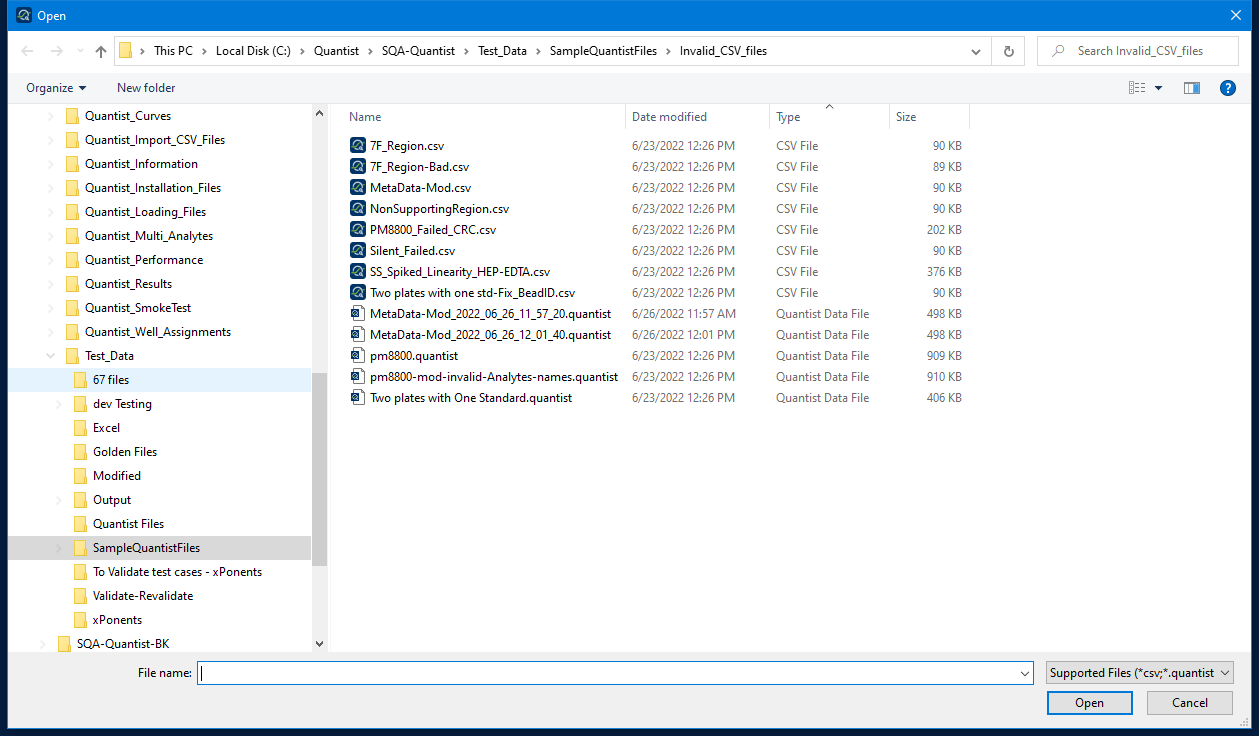 Open
This PC > Local Disk (C:) > Quantist > SQA-Quantist > Test_Data > SampleQuantistFiles > Invalid_CSV_files
Search Invalid_CSV_files
Organize New folder
Quantist_Curves
Quantist_Import_CSV_Files
Quantist_Information
Quantist_Installation_Files
Quantist_Loading_Files
Quantist_Multi_Analytes
Quantist_Performance
Quantist_Results
Quantist_SmokeTest
Quantist_Well_Assignments
Test_Data
67 files
dev Testing
Excel
Golden Files
Modified
Output
Quantist Files
SampleQuantistFiles
To Validate test cases - xPonents
Validate-Revalidate
xPonents
SQA-Quantist-BK
Name Date modified Type Size
7F_Region.csv 6/23/2022 12:26 PM CSV File 90 KB
7F_Region-Bad.csv 6/23/2022 12:26 PM CSV File 89 KB
MetaData-Mod.csv 6/23/2022 12:26 PM CSV File 90 KB
NonSupportingRegion.csv 6/23/2022 12:26 PM CSV File 90 KB
PM8800_Failed_CRC.csv 6/23/2022 12:26 PM CSV File 202 KB
Silent_Failed.csv 6/23/2022 12:26 PM CSV File 90 KB
SS_Spiked_Linearity_HEP-EDTA.csv 6/23/2022 12:26 PM CSV File 376 KB
Two plates with one std-Fix_BeadID.csv 6/23/2022 12:26 PM CSV File 90 KB
MetaData-Mod_2022_06_26_11_57_20.quantist 6/26/2022 11:57 AM Quantist Data File 498 KB
MetaData-Mod_2022_06_26_12_01_40.quantist 6/26/2022 12:01 PM Quantist Data File 498 KB
pm8800.quantist 6/23/2022 12:26 PM Quantist Data File 909 KB
pm8800-mod-invalid-Analytes-names.quantist 6/23/2022 12:26 PM Quantist Data File 910 KB
Two plates with One Standard.quantist 6/23/2022 12:26 PM Quantist Data File 406 KB
File name:
Supported Files (*csv;*.quantist
Open Cancel